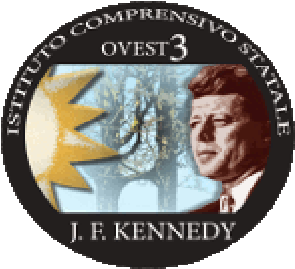 ISTITUTO COMPRENSIVO STATALE
OVEST 3
J. F. KENNEDY